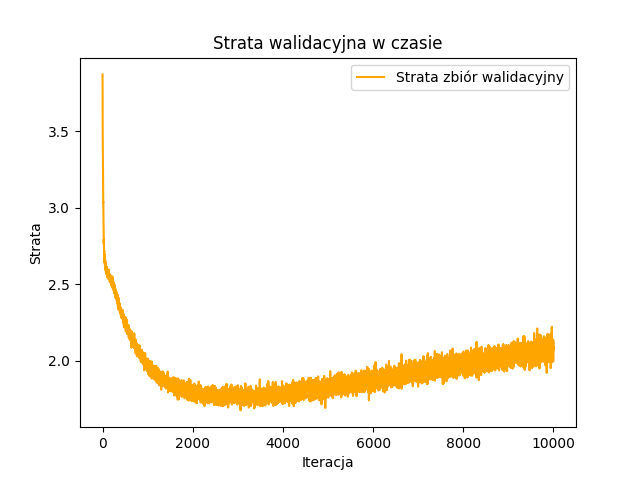 Strata walidacyjna w czasie
Strata zbiór walidacyjny
3.5
3.0
2.5
2.0
Strata
0 2000 4000 6000 8000 10000
Iteracja